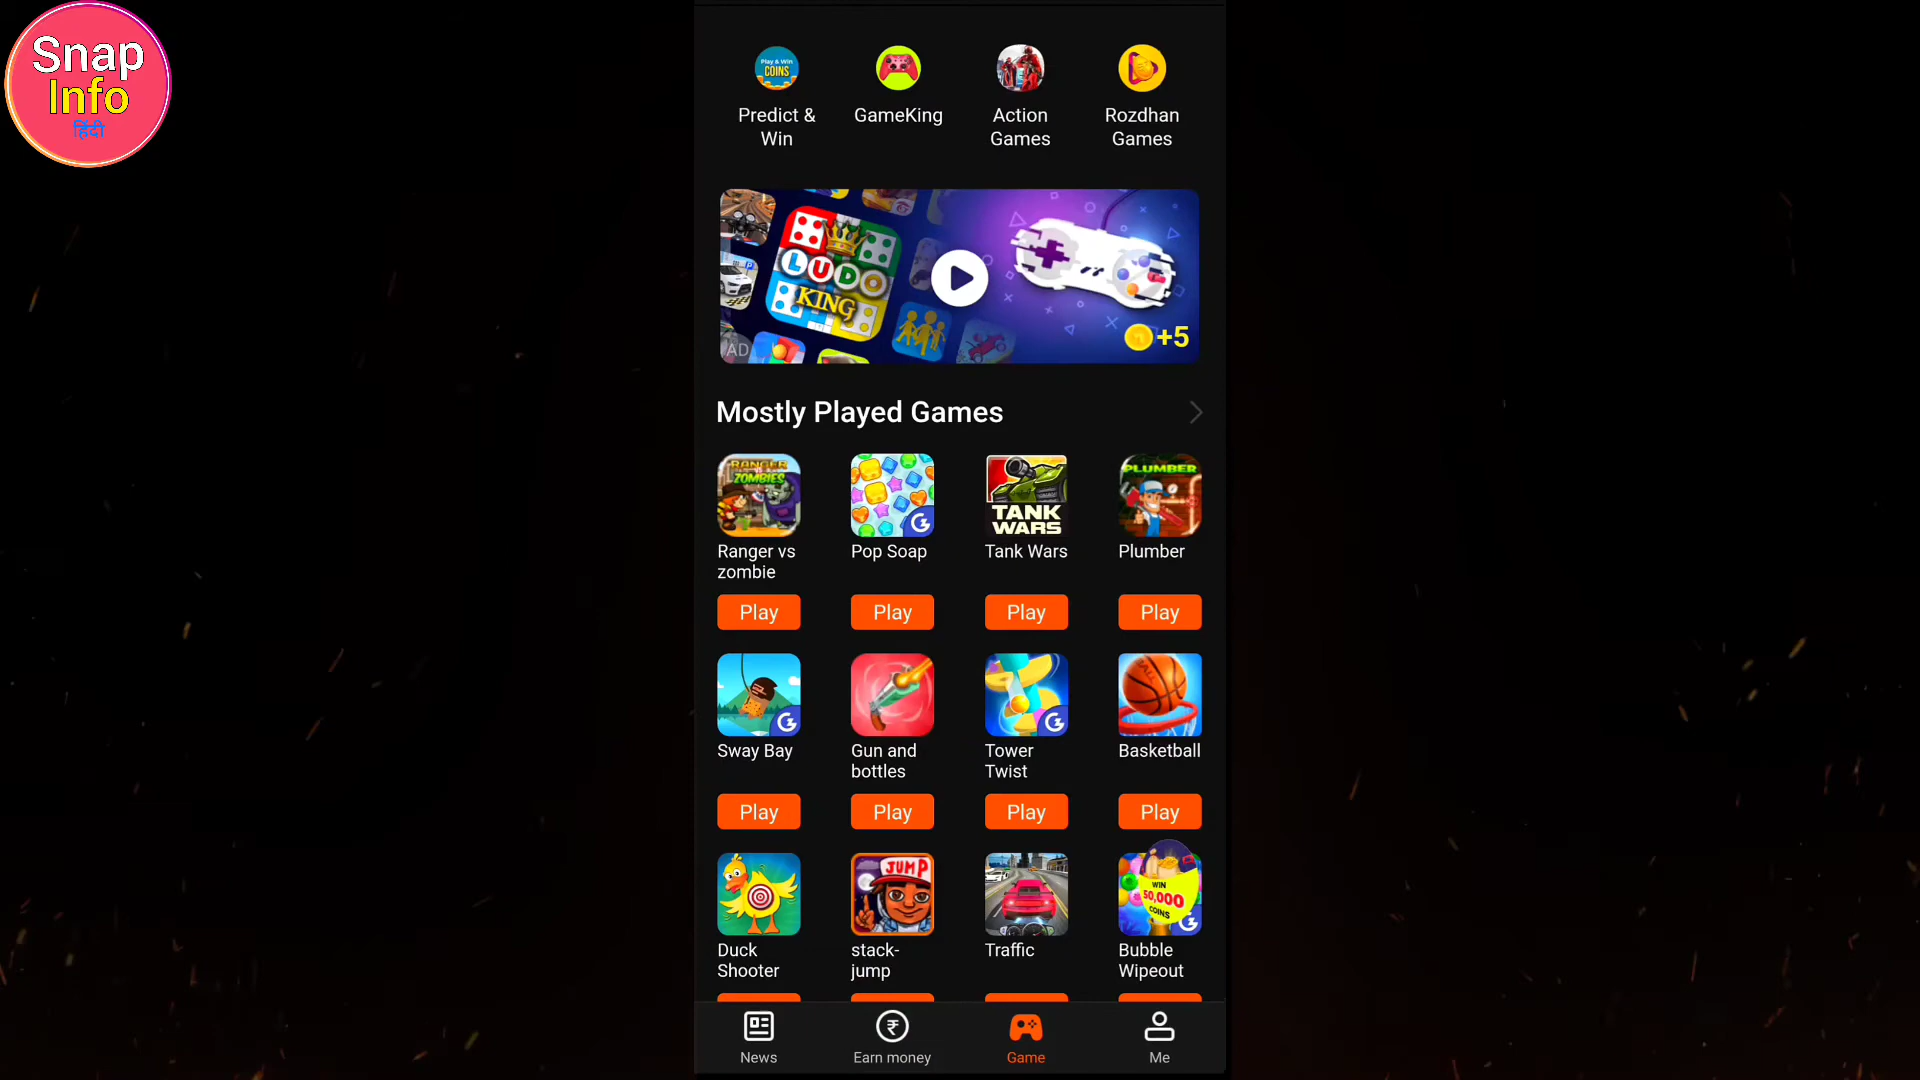 Snap
Info
हिंदी
Play & Win
COINS
Predict &
Win
GameKing
Action
Games
Rozdhan
Games
LUDO
KING
AD
+5
Mostly Played Games
RANGER
ZOMBIES
TANK
WARS
PLUMBER
Ranger vs
zombie
Pop Soap
Tank Wars
Plumber
Play
Play
Play
Play
Sway Bay
Gun and
bottles
Tower
Twist
Basketball
Play
Play
Play
Play
JUMP
WIN
50,000
COINS
Duck
Shooter
stack-
jump
Traffic
Bubble
Wipeout
News
Earn money
Game
Me